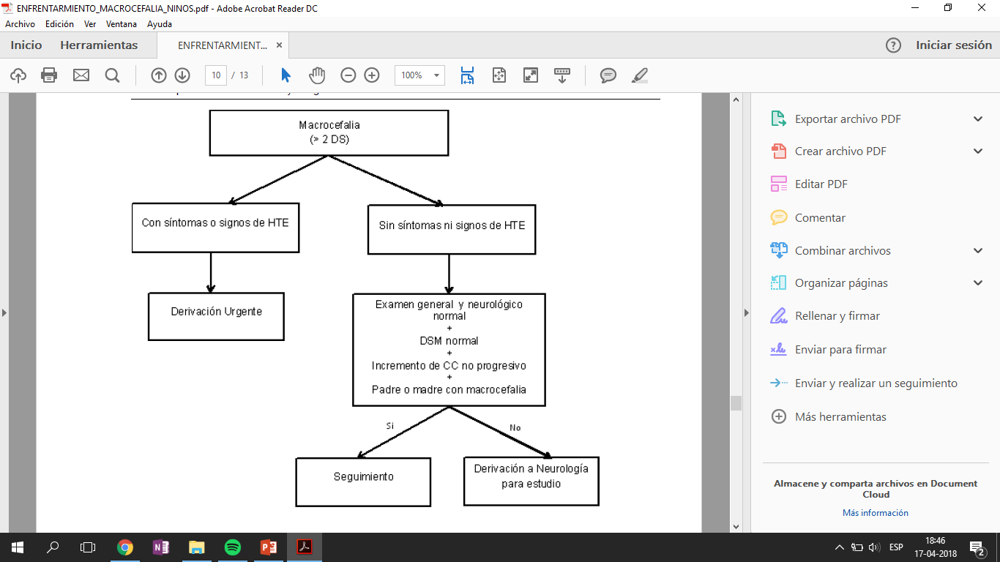 ENFRENTARMIENTO_MACROCEFALIA_NINOS.pdf - Adobe Acrobat Reader DC
Archivo Edición Ver Ventana Ayuda
Inicio Herramientas ENFRENTARMIENT... × ? Iniciar sesión
10 / 13 100%
Macrocefalia
(> 2 DS)
Con síntomas o signos de HTE
Sin síntomas ni signos de HTE
Derivación Urgente
Examen general y neurológico
normal
+
DSM normal
+
Incremento de CC no progresivo
+
Padre o madre con macrocefalia
Si
No
Seguimiento
Derivación a Neurología
para estudio
Exportar archivo PDF
Crear archivo PDF
Editar PDF
Comentar
Combinar archivos
Organizar páginas
Rellenar y firmar
Enviar para firmar
Enviar y realizar un seguimiento
Más herramientas
Almacene y comparta archivos en Document
Cloud
Más información
ESP
18:46
17-04-2018
2